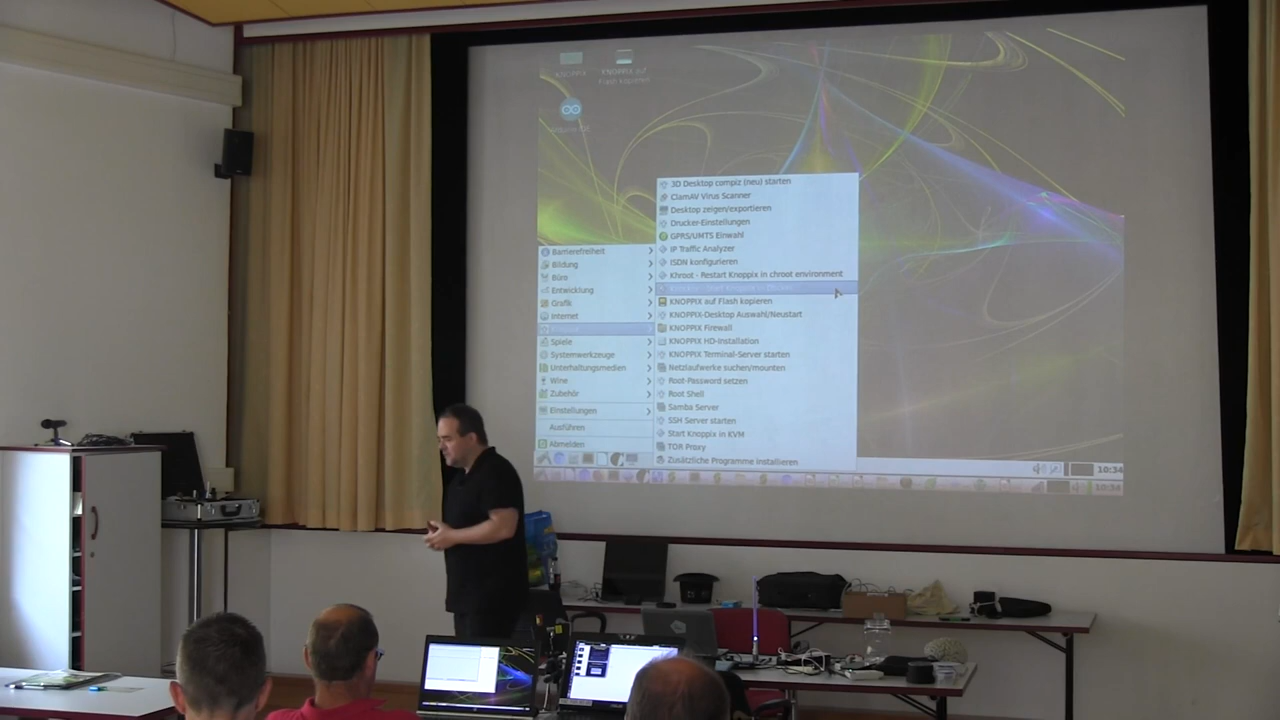 KNOPPIX
KNOPPIX auf
Flash kopieren
3D Desktop compiz (neu) starten
ClamAV Virus Scanner
Desktop zeigen/exportieren
Drucker-Einstellungen
GPRS/UMTS Einwahl
IP Traffic Analyzer
ISDN konfigurieren
Khroot - Restart Knoppix in chroot environment
KNOPPIX auf Flash kopieren
KNOPPIX-Desktop Auswahl/Neustart
KNOPPIX Firewall
KNOPPIX HD-Installation
KNOPPIX Terminal-Server starten
Netzlaufwerke suchen/mounten
Root-Password setzen
Root Shell
Samba Server
SSH Server starten
Start Knoppix in KVM
TOR Proxy
Zusätzliche Programme installieren
Barrierefreiheit
Bildung
Büro
Entwicklung
Grafik
Internet
Spiele
Systemwerkzeuge
Unterhaltungsmedien
Wine
Zubehör
Einstellungen
Ausführen
Abmelden
10:34
10:34